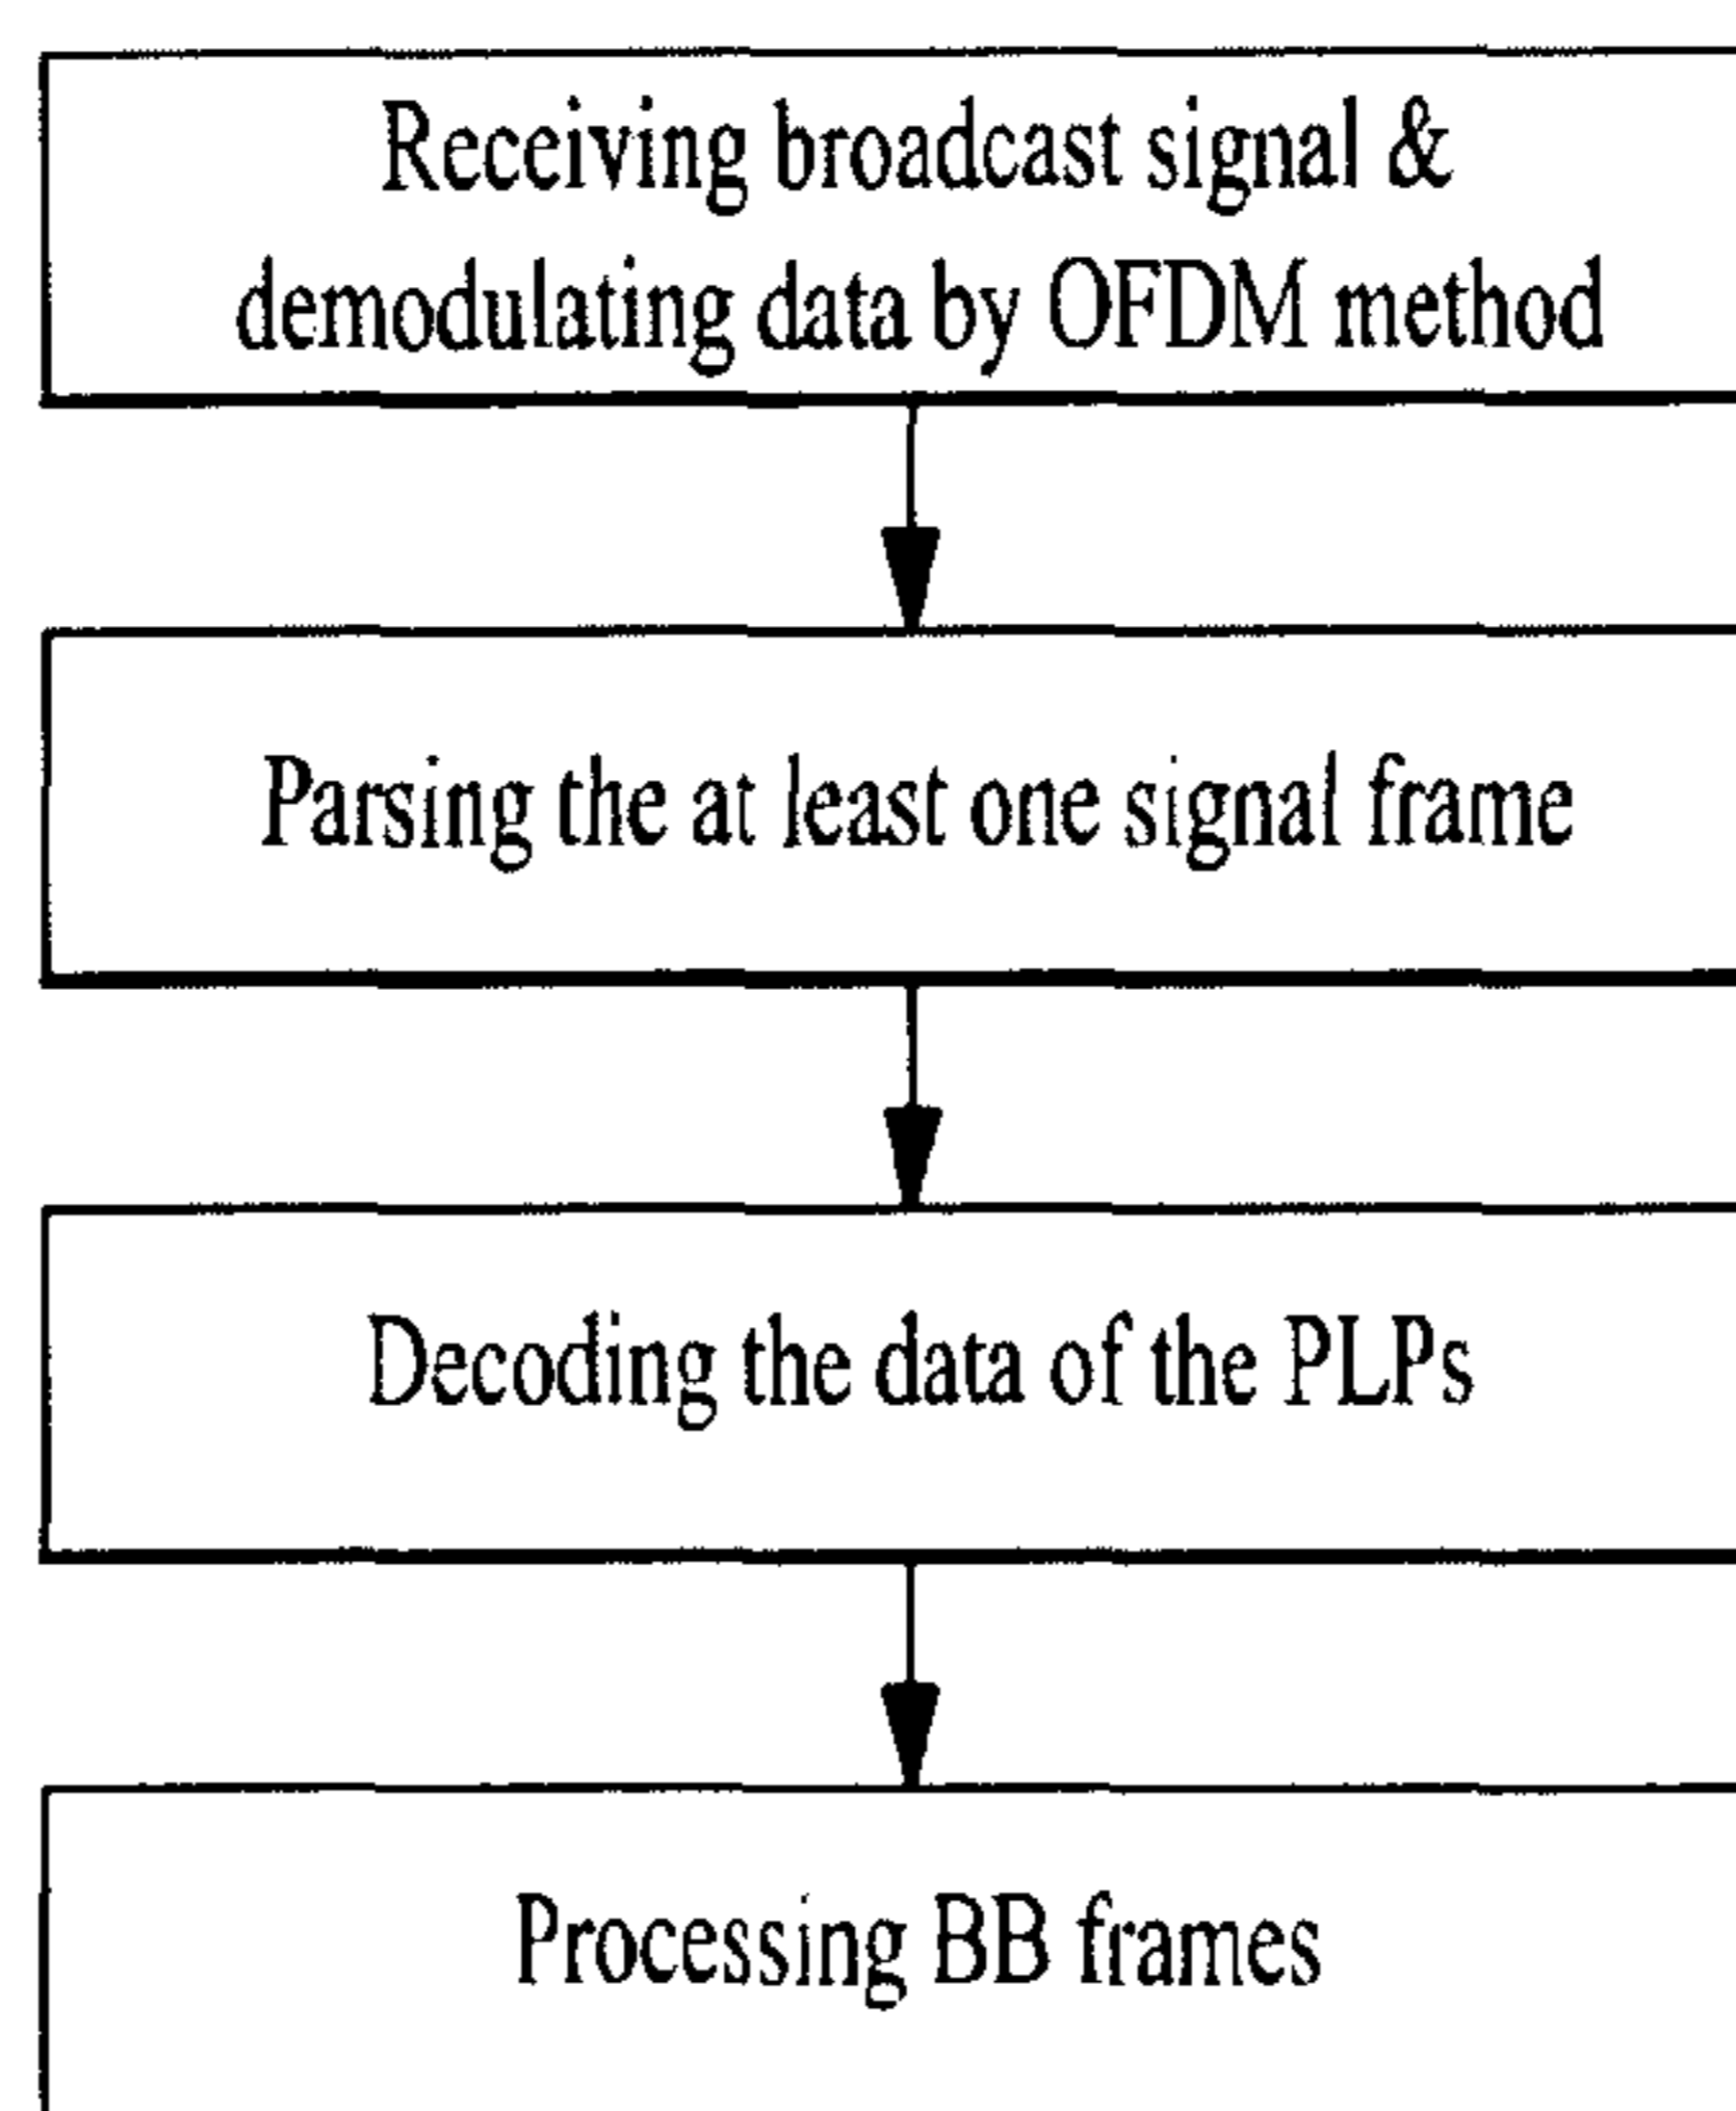 Receiving broadcast signal &
demodulating data by OFDM method
Parsing the at least one signal frame
Decoding the data of the PLPs
Processing BB frames